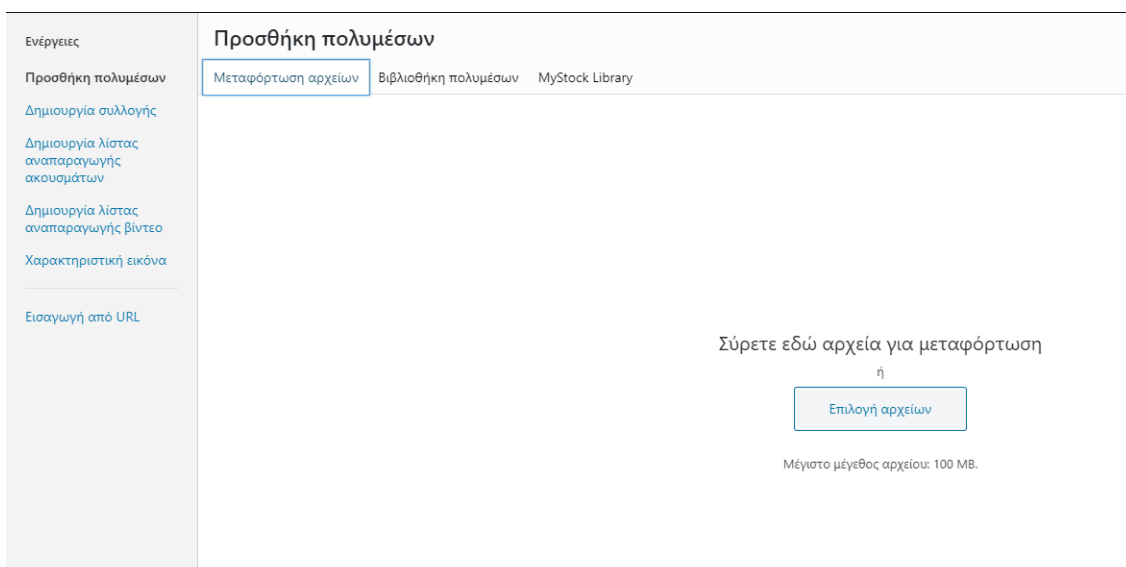 Ενέργειες
Προσθήκη πολυμέσων
Δημιουργία συλλογής
Δημιουργία λίστας
αναπαραγωγής
ακουσμάτων
Δημιουργία λίστας
αναπαραγωγής βίντεο
Χαρακτηριστική εικόνα
Εισαγωγή από URL
Προσθήκη πολυμέσων
Μεταφόρτωση αρχείων Βιβλιοθήκη πολυμέσων MyStock Library
Σύρετε εδώ αρχεία για μεταφόρτωση
ή
Επιλογή αρχείων
Μέγιστο μέγεθος αρχείου: 100 MB.